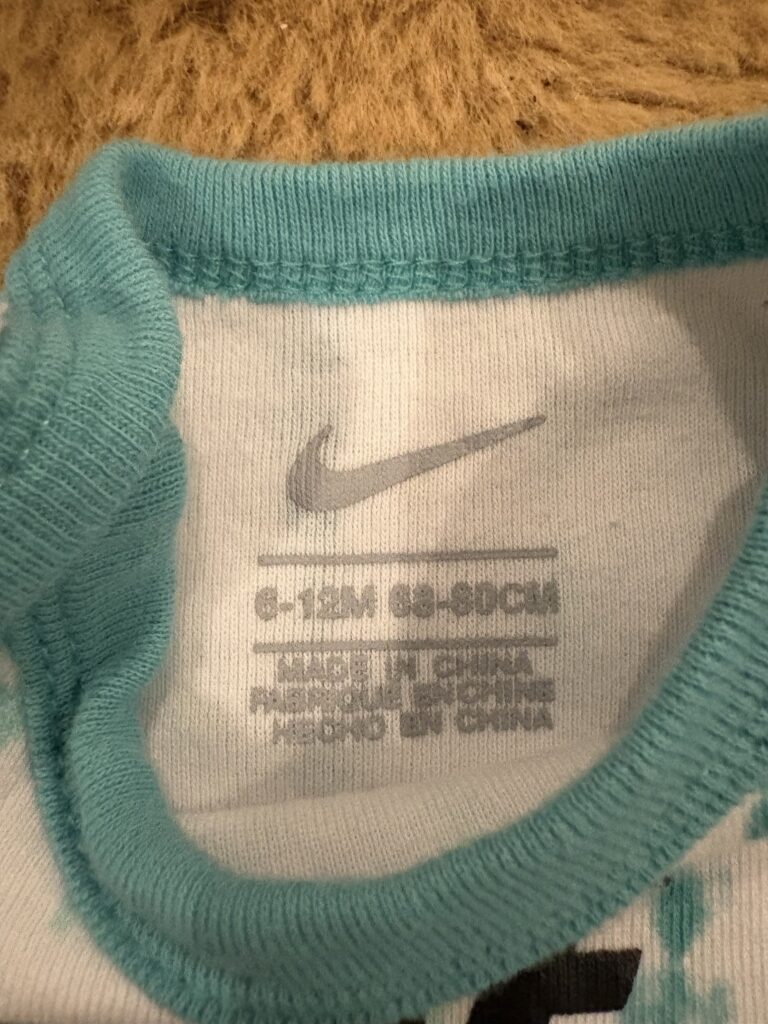 6-12M 68-80CM
MADE IN CHINA
FABRIQUÉ EN CHINE
HECHO EN CHINA